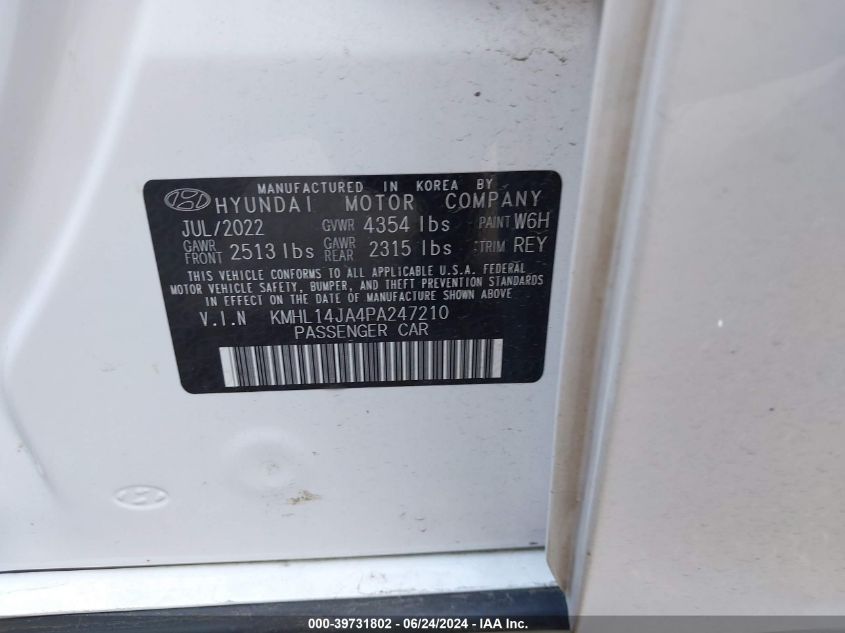 MANUFACTURED IN KOREA BY
HYUNDAI MOTOR COMPANY
JUL/2022 GVWR 4354 lbs PAINT W6H
GAWR FRONT 2513 lbs GAWR REAR 2315 lbs TRIM REY
THIS VEHICLE CONFORMS TO ALL APPLICABLE U.S.A. FEDERAL
MOTOR VEHICLE SAFETY, BUMPER, AND THEFT PREVENTION STANDARDS
IN EFFECT ON THE DATE OF MANUFACTURE SHOWN ABOVE
V.I.N KMHL14JA4PA247210
PASSENGER CAR
000-39731802 - 06/24/2024 - IAA Inc.